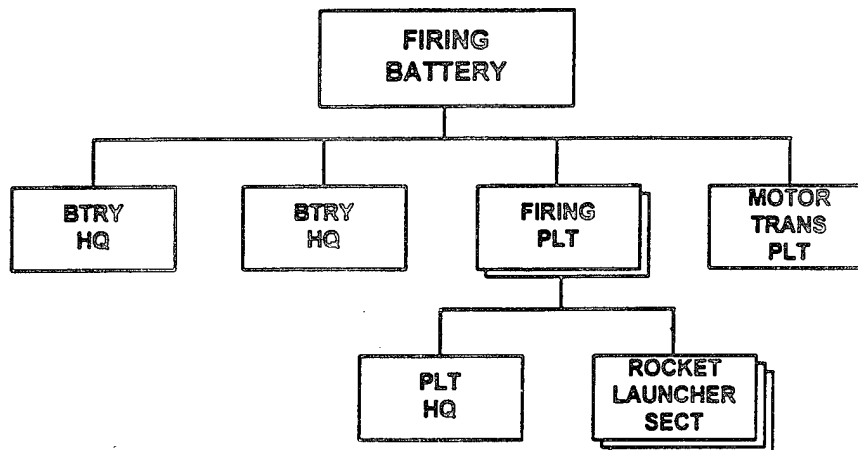 FIRING
BATTERY
BTRY
HQ
BTRY
HQ
FIRING
PLT
MOTOR
TRANS
PLT
PLT
HQ
ROCKET
LAUNCHER
SECT